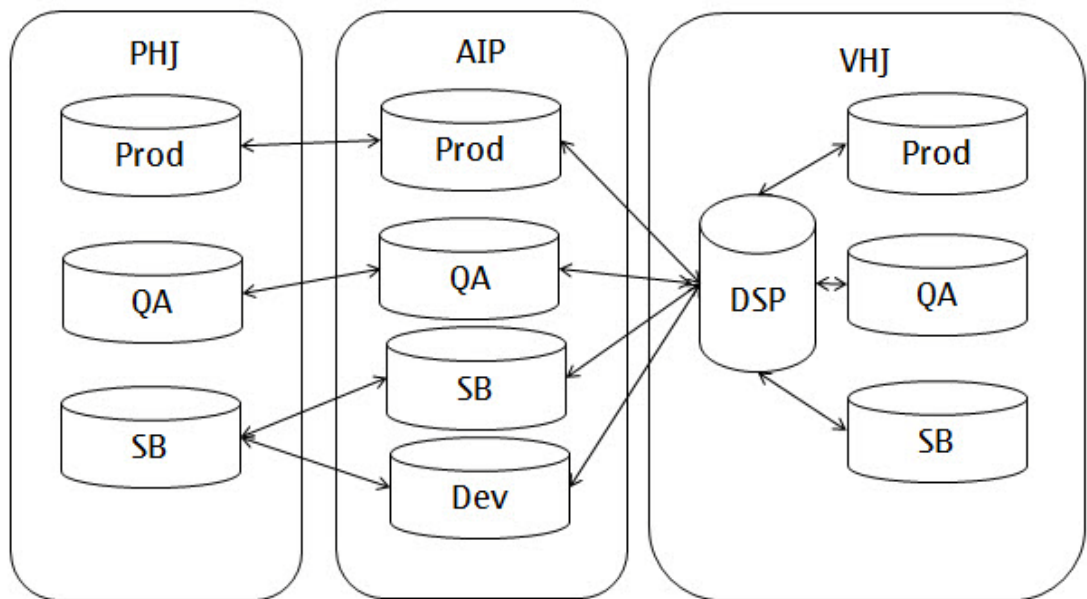 PHJ
Prod
QA
SB
AIP
Prod
QA
SB
Dev
VHJ
DSP
Prod
QA
SB